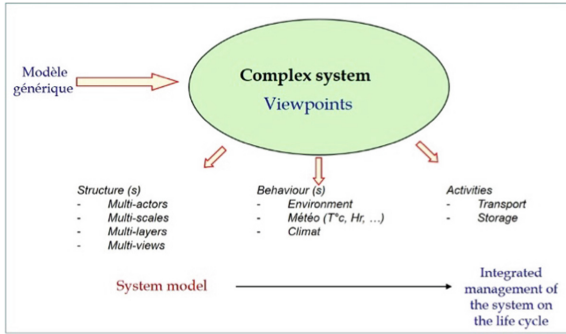 Modèle
générique
Complex system
Viewpoints
Structure (s)
- Multi-actors
- Multi-scales
- Multi-layers
- Multi-views
Behaviour (s)
- Environment
- Météo (T°c, Hr, ...)
- Climat
Activities
- Transport
- Storage
System model
Integrated
management of
the system on
the life cycle